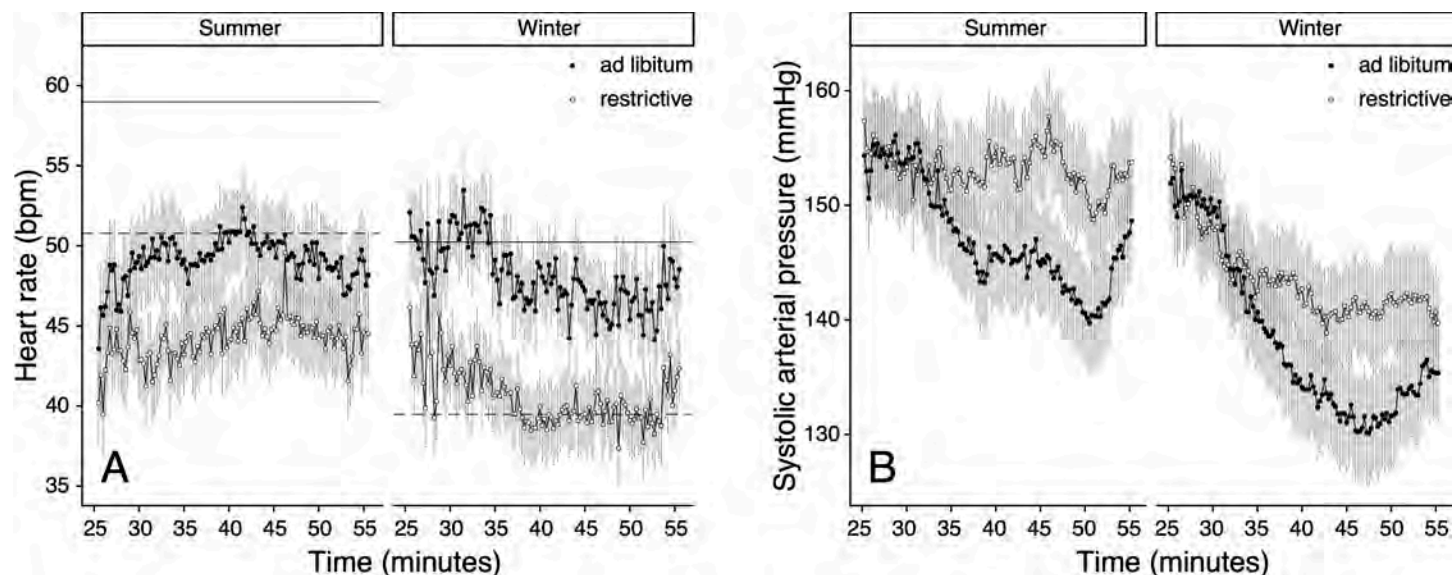 Summer
Winter
ad libitum
restrictive
Heart rate (bpm)
60
55
50
45
40
35
A
25 30 35 40 45 50 55
25 30 35 40 45 50 55
Time (minutes)
Summer
Winter
ad libitum
restrictive
Systolic arterial pressure (mmHg)
160
150
140
130
B
25 30 35 40 45 50 55
25 30 35 40 45 50 55
Time (minutes)